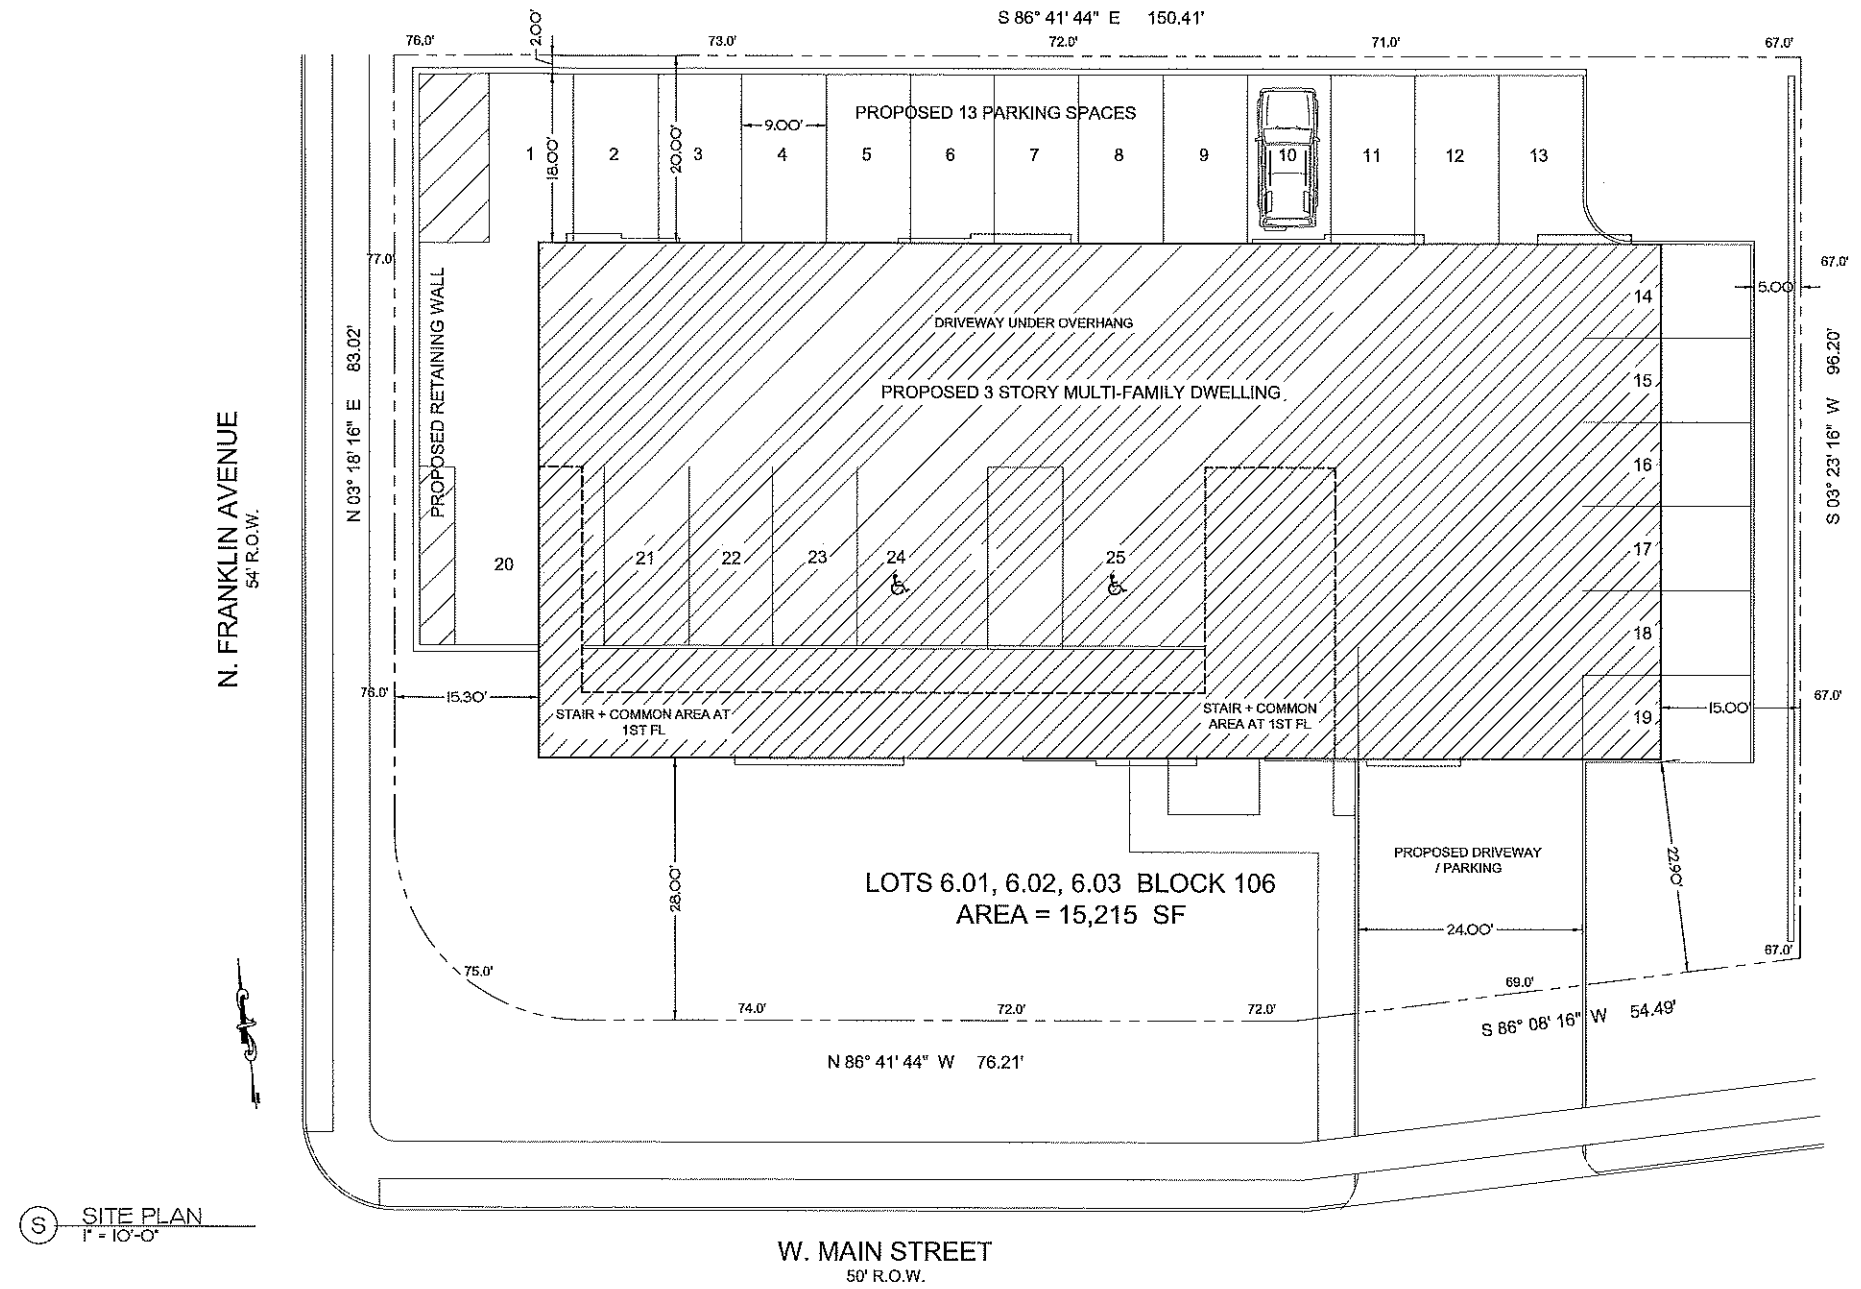 S 86° 41' 44" E 150.41'
76.0'
2.00'
73.0'
72.0'
71.0'
67.0'
PROPOSED 13 PARKING SPACES
9.00'
18.00'
20.00'
1
2
3
4
5
6
7
8
9
10
11
12
13
77.0'
67.0'
5.00'
14
DRIVEWAY UNDER OVERHANG
PROPOSED RETAINING WALL
N 03° 18' 16" E 83.02'
S 03° 23' 16" W 96.20'
PROPOSED 3 STORY MULTI-FAMILY DWELLING
15
16
17
18
19
N. FRANKLIN AVENUE
54' R.O.W.
20
21
22
23
24
25
76.0'
15.30'
15.00'
67.0'
STAIR + COMMON AREA AT
1ST FL
STAIR + COMMON
AREA AT 1ST FL
28.00'
22.90'
PROPOSED DRIVEWAY
/ PARKING
LOTS 6.01, 6.02, 6.03 BLOCK 106
AREA = 15,215 SF
24.00'
75.0'
74.0'
72.0'
72.0'
69.0'
67.0'
S 86° 08' 16" W 54.49'
N 86° 41' 44" W 76.21'
S
SITE PLAN
1" = 10'-0"
W. MAIN STREET
50' R.O.W.